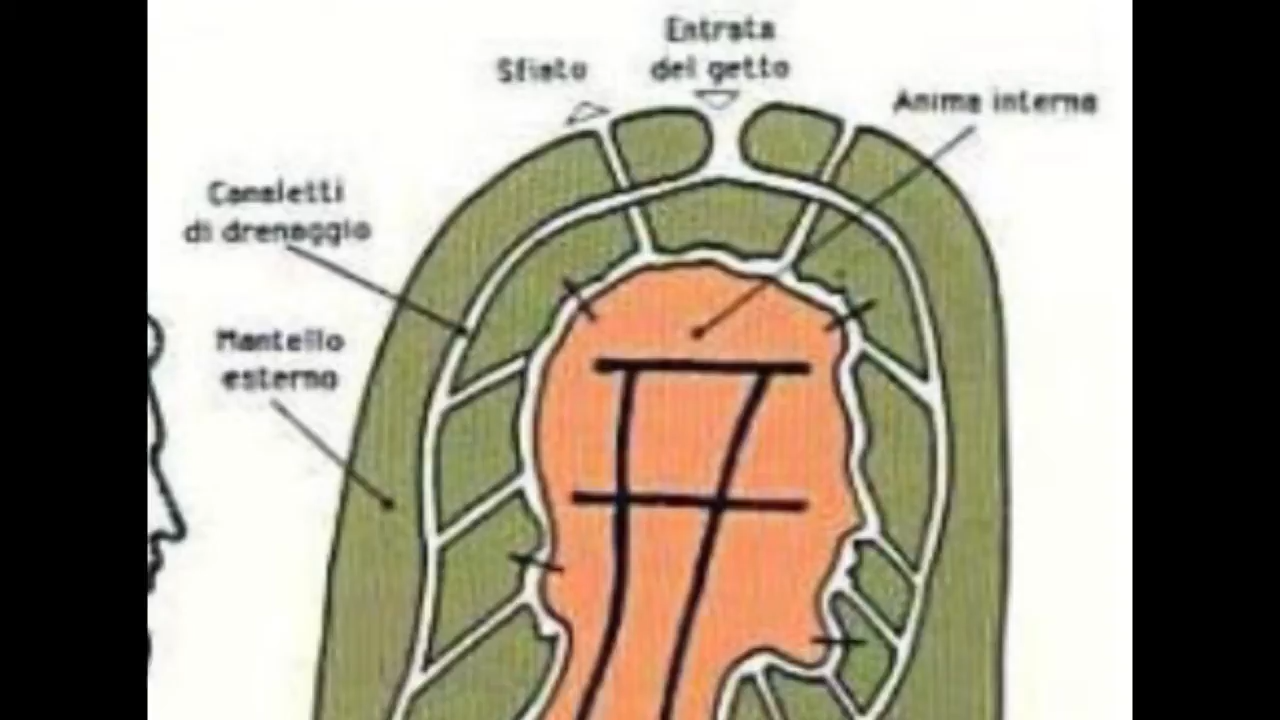 Entrata
del getto
Sfiato
Anima interna
Canaletti
di drenaggio
Mantello
esterno